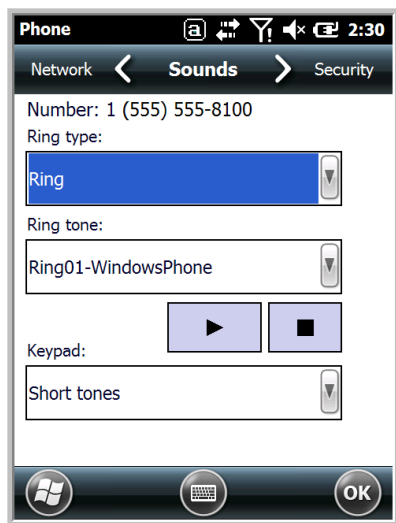 Phone a 2:30
Network Sounds Security
Number: 1 (555) 555-8100
Ring type:
Ring
Ring tone:
Ring01-WindowsPhone
Keypad:
Short tones
OK